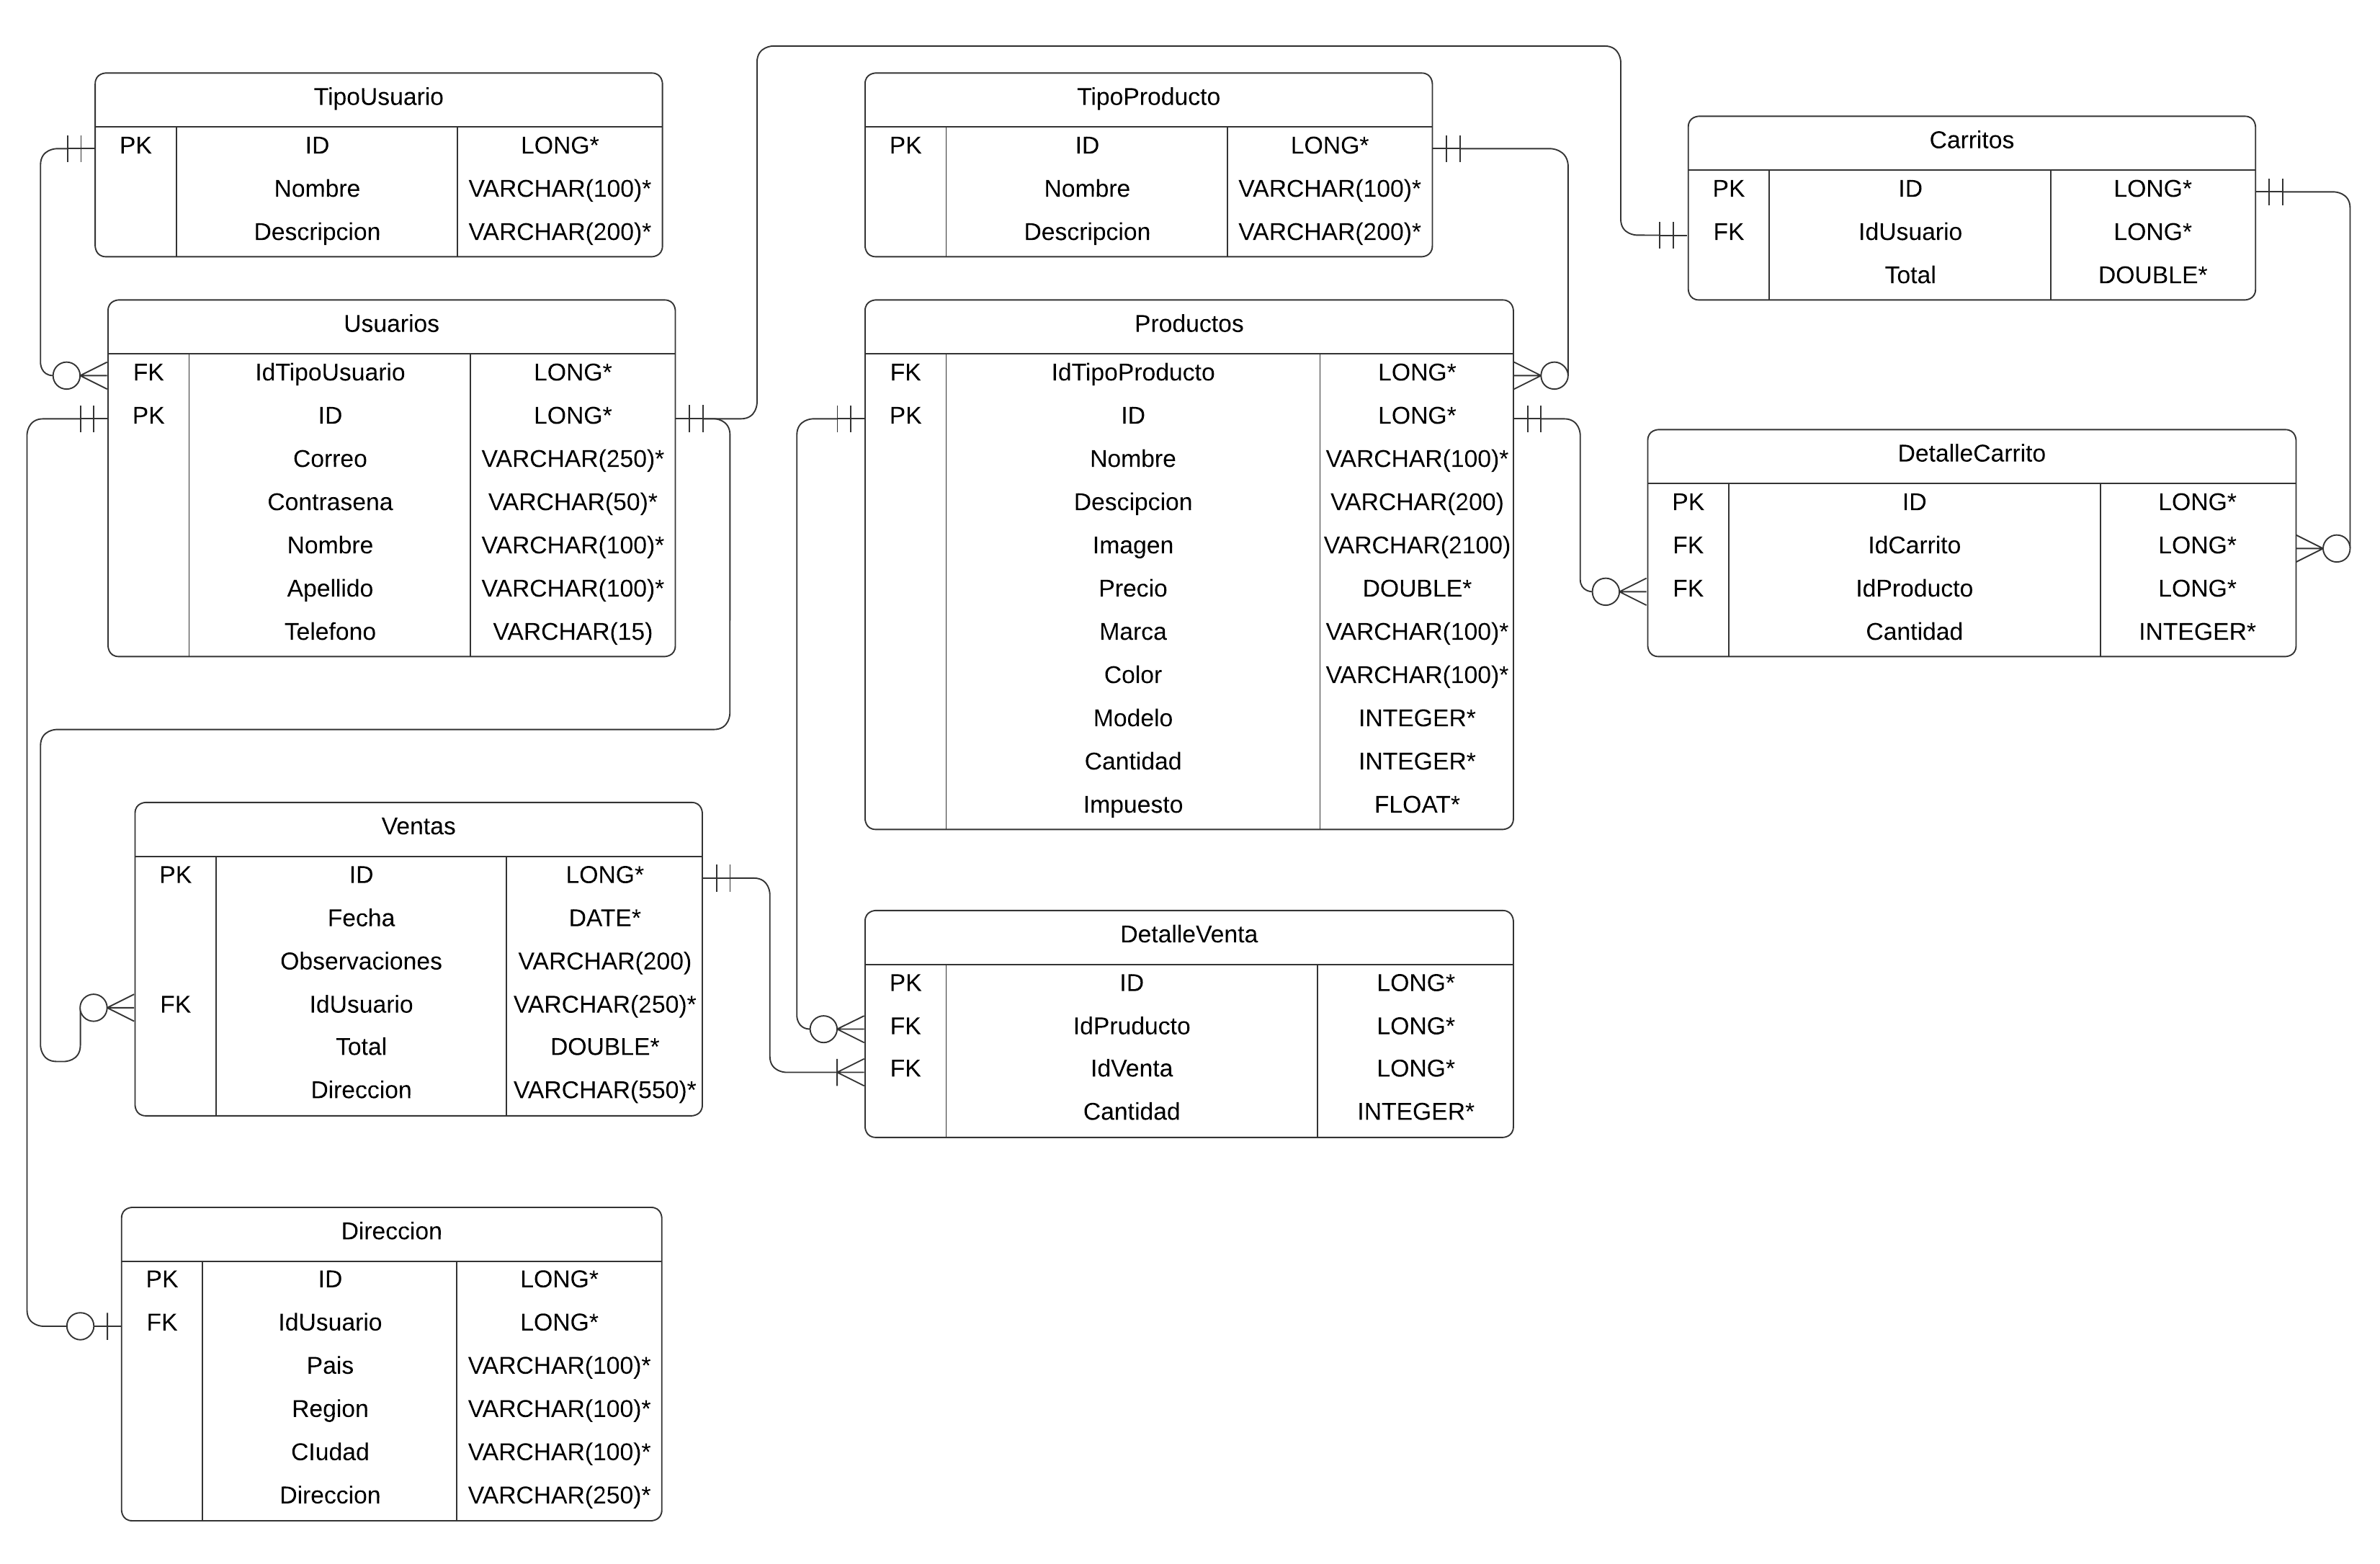 TipoUsuario
PK ID LONG*
Nombre VARCHAR(100)*
Descripcion VARCHAR(200)*
TipoProducto
PK ID LONG*
Nombre VARCHAR(100)*
Descripcion VARCHAR(200)*
Carritos
PK ID LONG*
FK IdUsuario LONG*
Total DOUBLE*
Usuarios
FK IdTipoUsuario LONG*
PK ID LONG*
Correo VARCHAR(250)*
Contrasena VARCHAR(50)*
Nombre VARCHAR(100)*
Apellido VARCHAR(100)*
Telefono VARCHAR(15)
Productos
FK IdTipoProducto LONG*
PK ID LONG*
Nombre VARCHAR(100)*
Descipcion VARCHAR(200)
Imagen VARCHAR(2100)
Precio DOUBLE*
Marca VARCHAR(100)*
Color VARCHAR(100)*
Modelo INTEGER*
Cantidad INTEGER*
Impuesto FLOAT*
DetalleCarrito
PK ID LONG*
FK IdCarrito LONG*
FK IdProducto LONG*
Cantidad INTEGER*
Ventas
PK ID LONG*
Fecha DATE*
Observaciones VARCHAR(200)
FK IdUsuario VARCHAR(250)*
Total DOUBLE*
Direccion VARCHAR(550)*
DetalleVenta
PK ID LONG*
FK IdPruducto LONG*
FK IdVenta LONG*
Cantidad INTEGER*
Direccion
PK ID LONG*
FK IdUsuario LONG*
Pais VARCHAR(100)*
Region VARCHAR(100)*
CIudad VARCHAR(100)*
Direccion VARCHAR(250)*